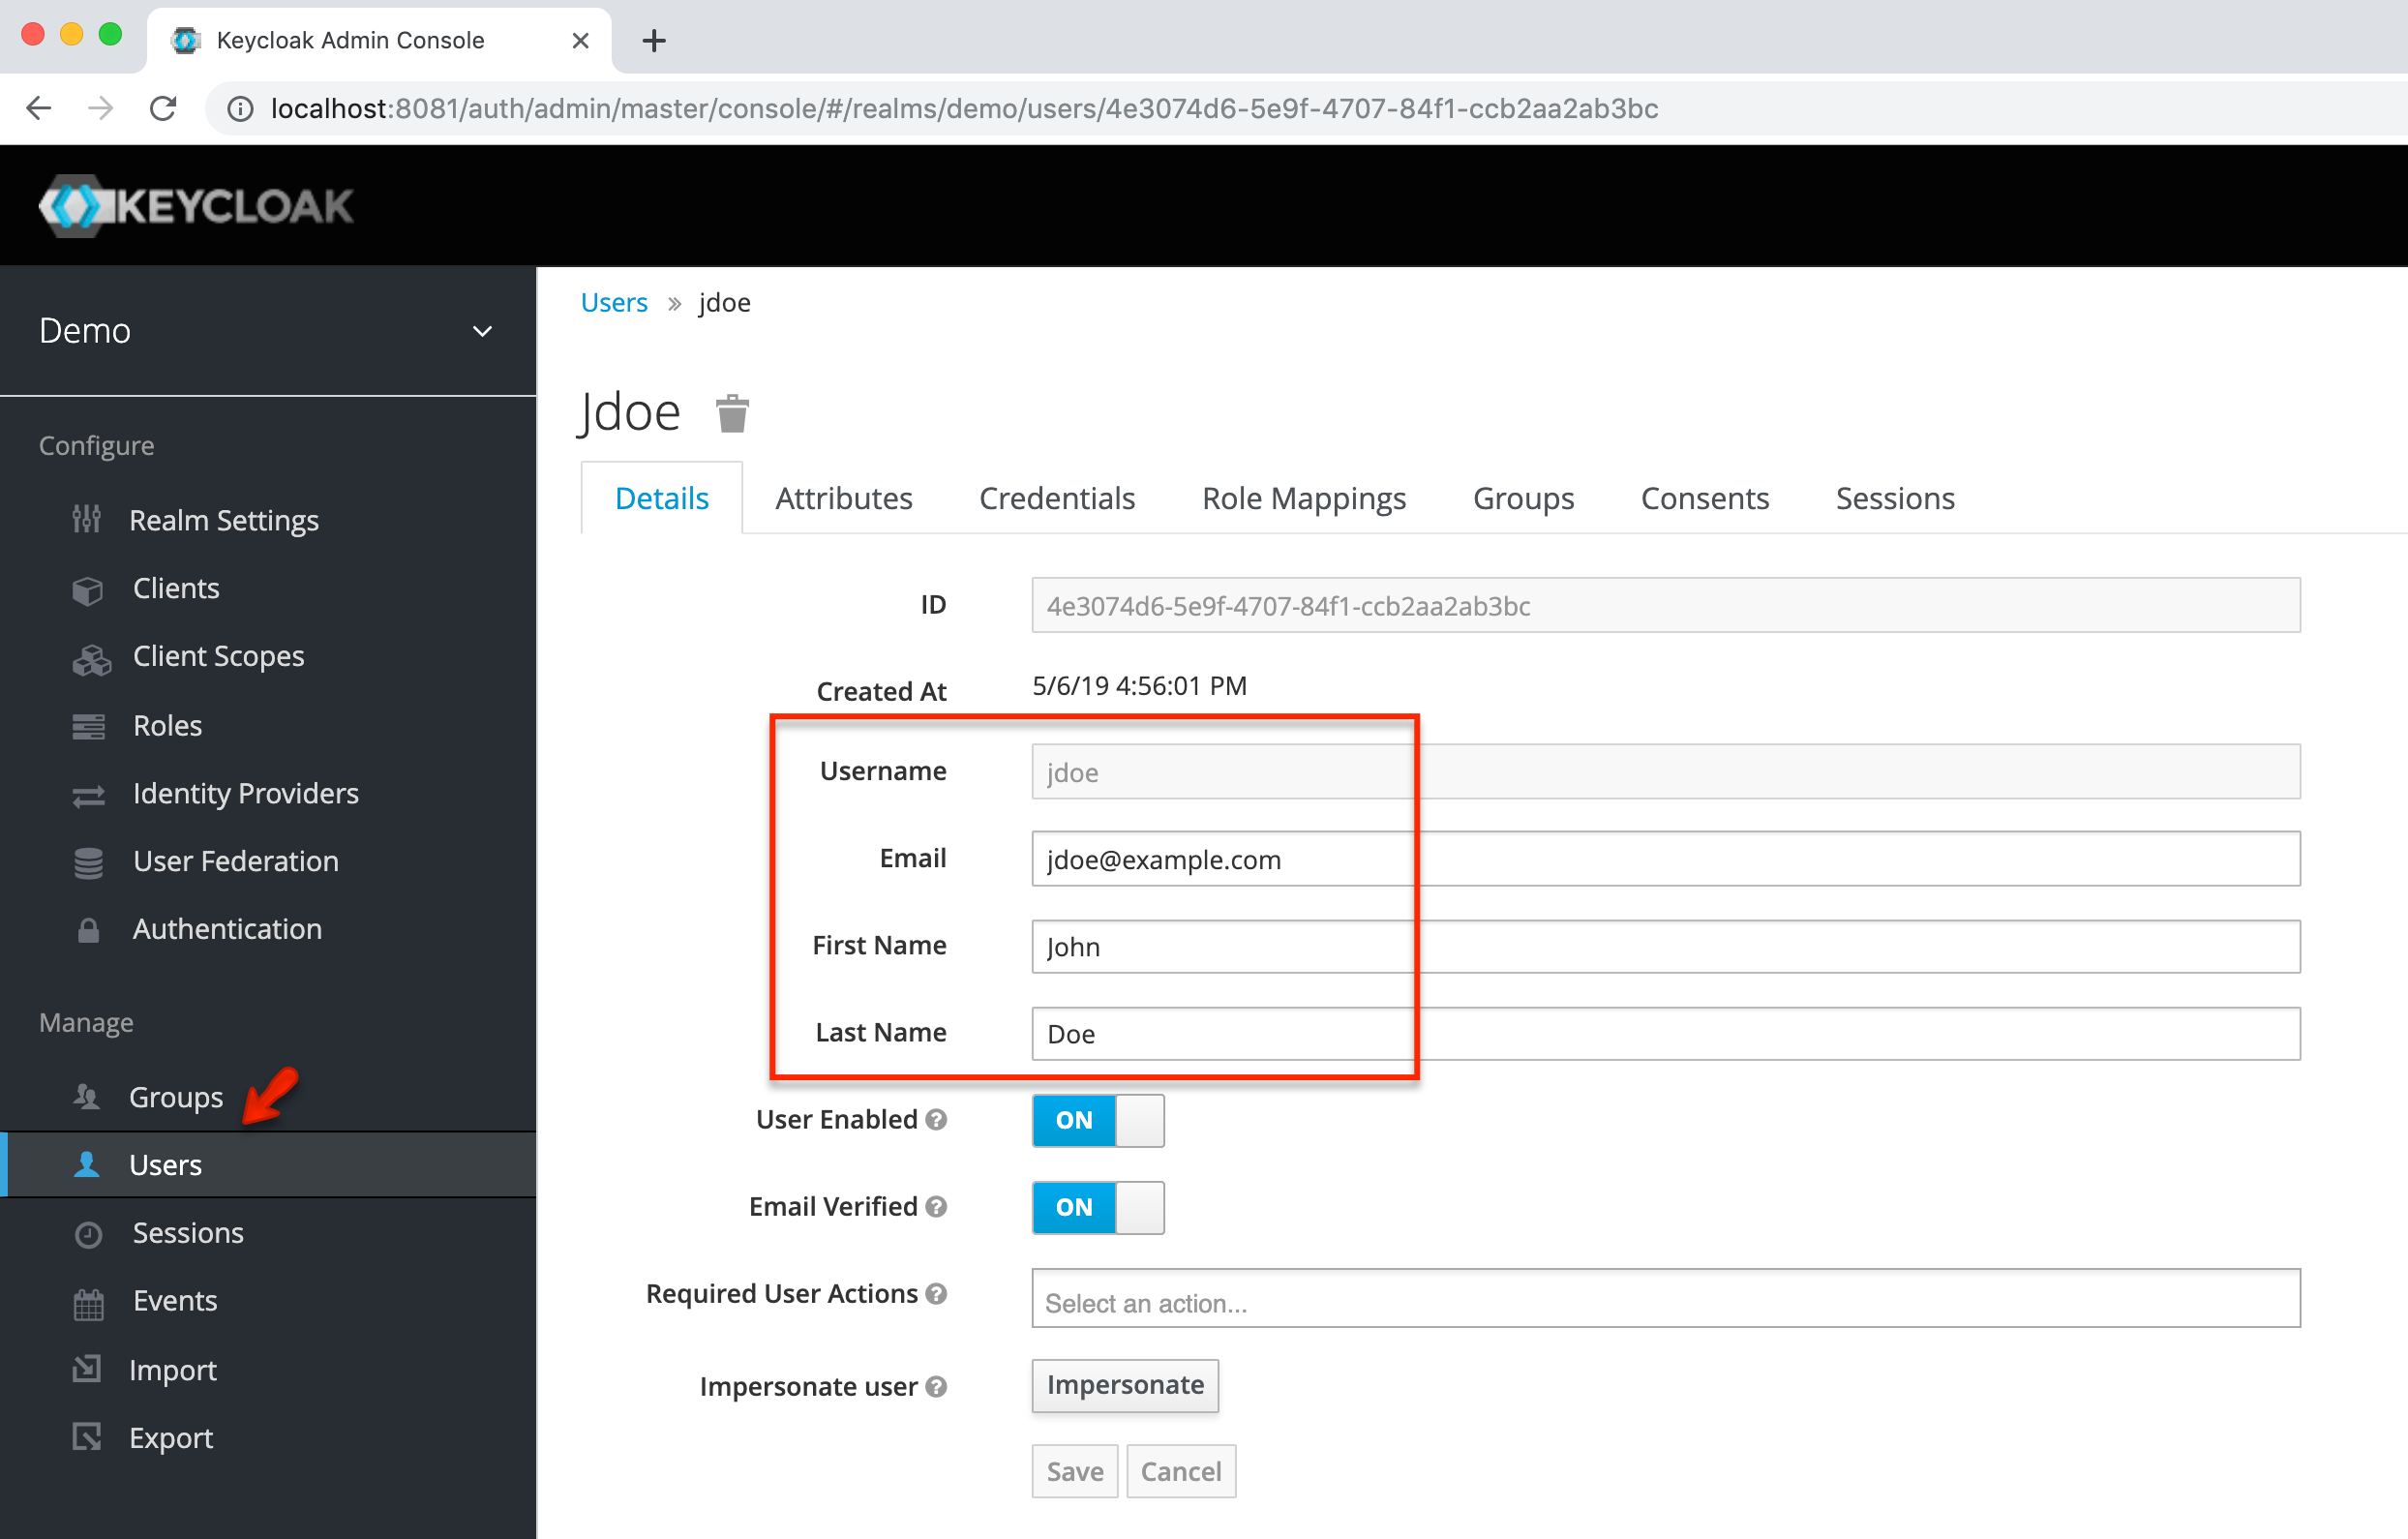 Keycloak Admin Console
localhost:8081/auth/admin/master/console/#/realms/demo/users/4e3074d6-5e9f-4707-84f1-ccb2aa2ab3bc
KEYCLOAK
Demo
Configure
Realm Settings
Clients
Client Scopes
Roles
Identity Providers
User Federation
Authentication
Manage
Groups
Users
Sessions
Events
Import
Export
Users » jdoe
Jdoe
Details Attributes Credentials Role Mappings Groups Consents Sessions
ID 4e3074d6-5e9f-4707-84f1-ccb2aa2ab3bc
Created At 5/6/19 4:56:01 PM
Username jdoe
Email jdoe@example.com
First Name John
Last Name Doe
User Enabled ON
Email Verified ON
Required User Actions Select an action...
Impersonate user Impersonate
Save Cancel